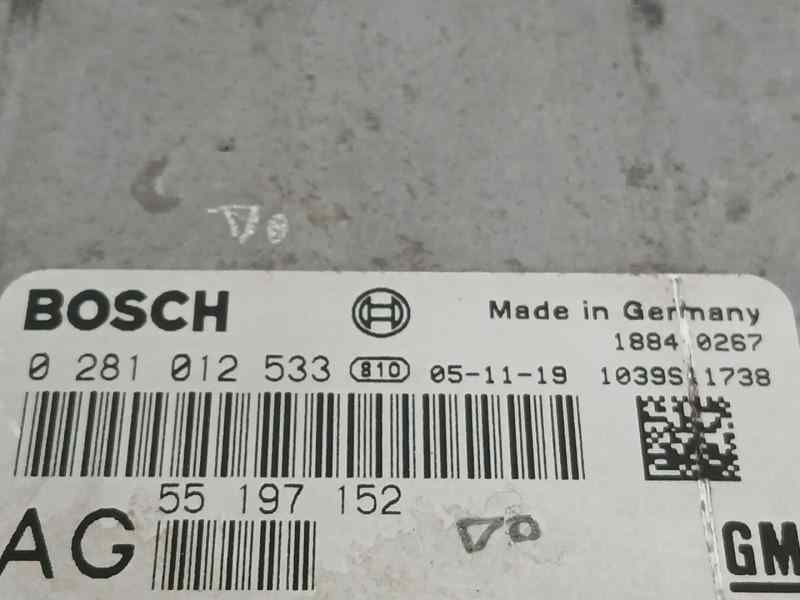 BOSCH
Made in Germany
1884 0267
0 281 012 533 810 05-11-19 1039S11738
55 197 152
AG
GM